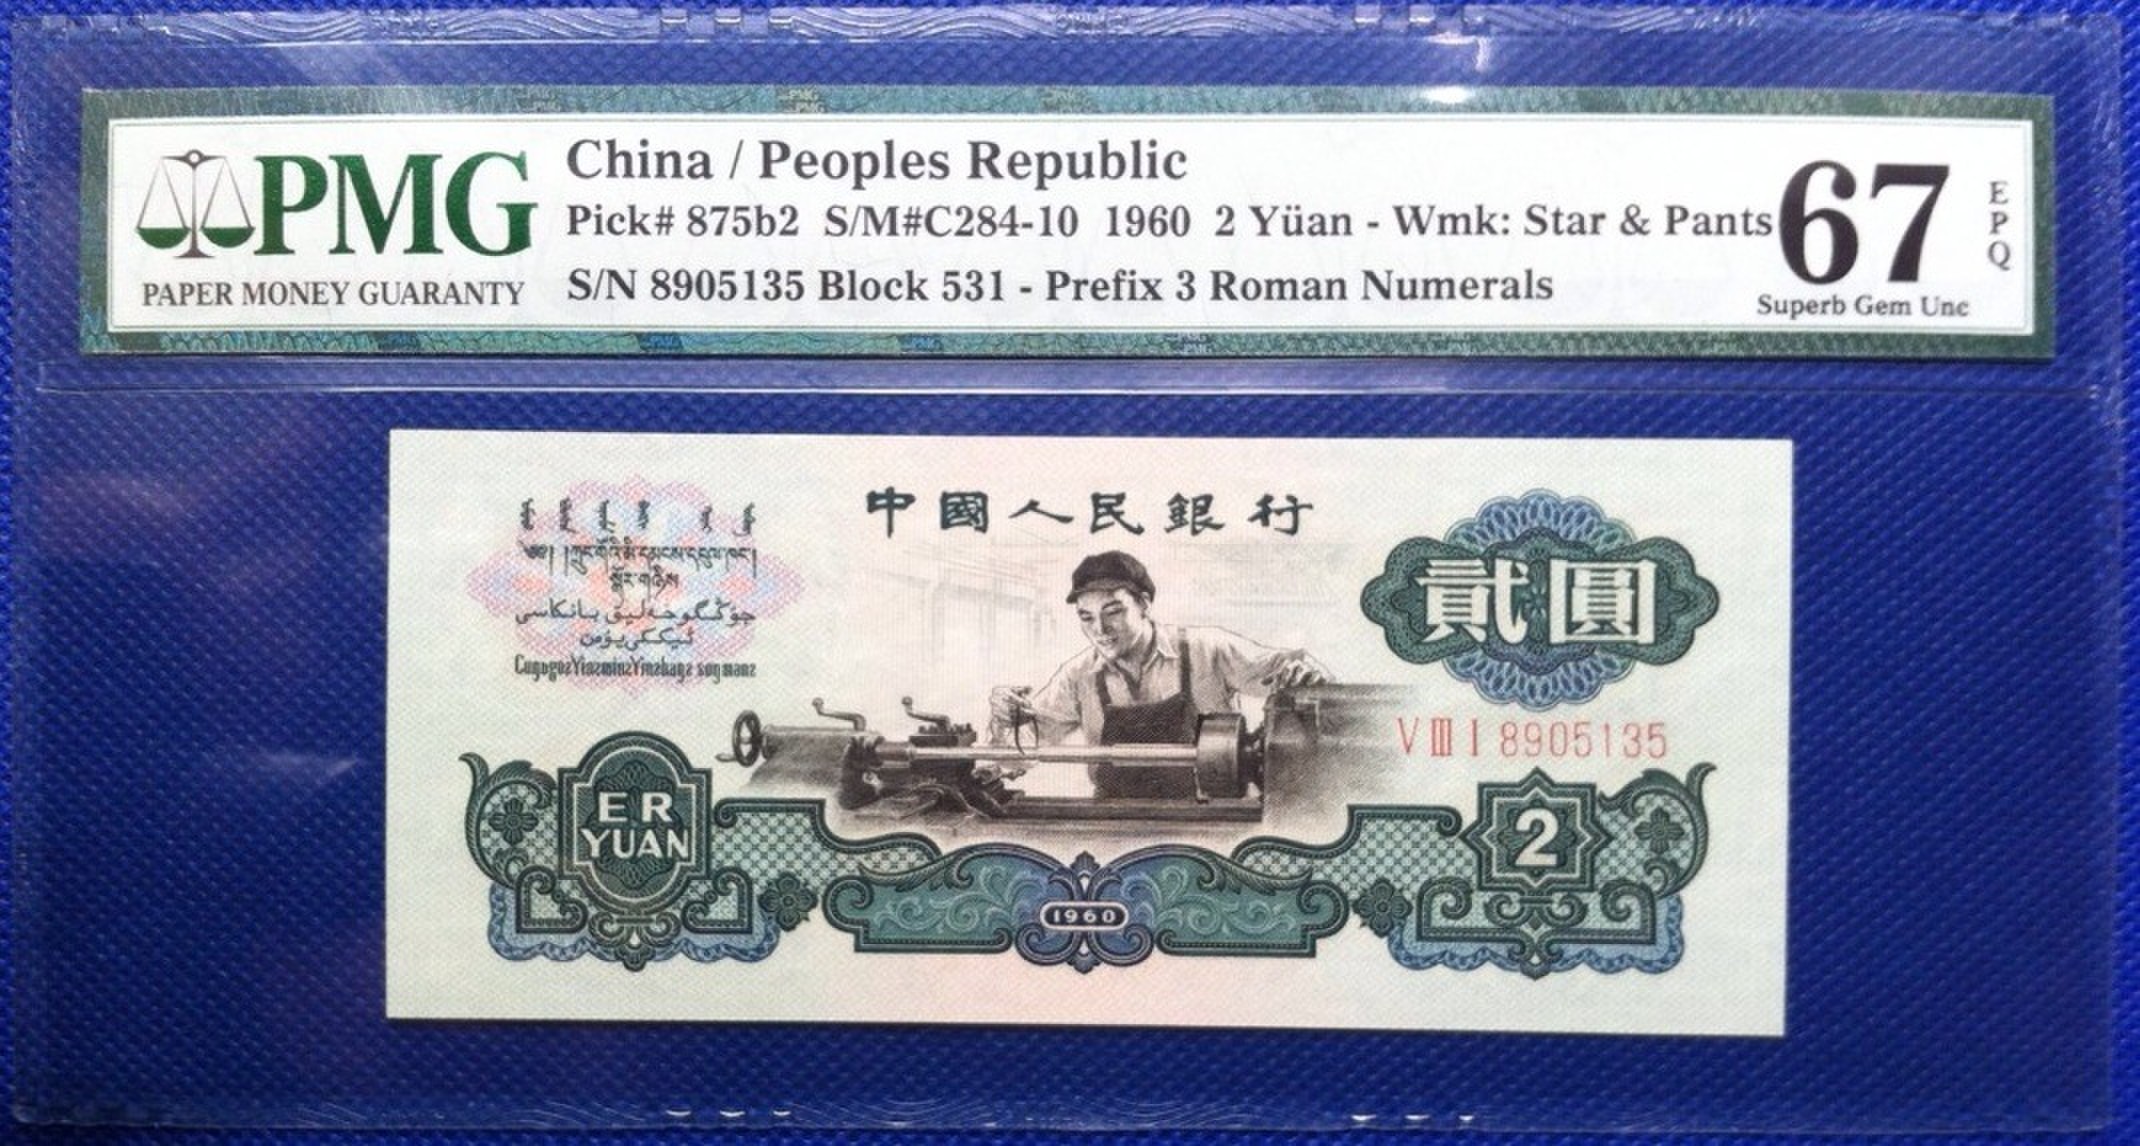 PMG
PAPER MONEY GUARANTY
China / Peoples Republic
Pick# 875b2 S/M#C284-10 1960 2 Yüan - Wmk: Star & Pants
S/N 8905135 Block 531 - Prefix 3 Roman Numerals
67
EPQ
Superb Gem Unc
中國人民銀行
貳圓
VⅢI8905135
ER
YUAN
2
1960